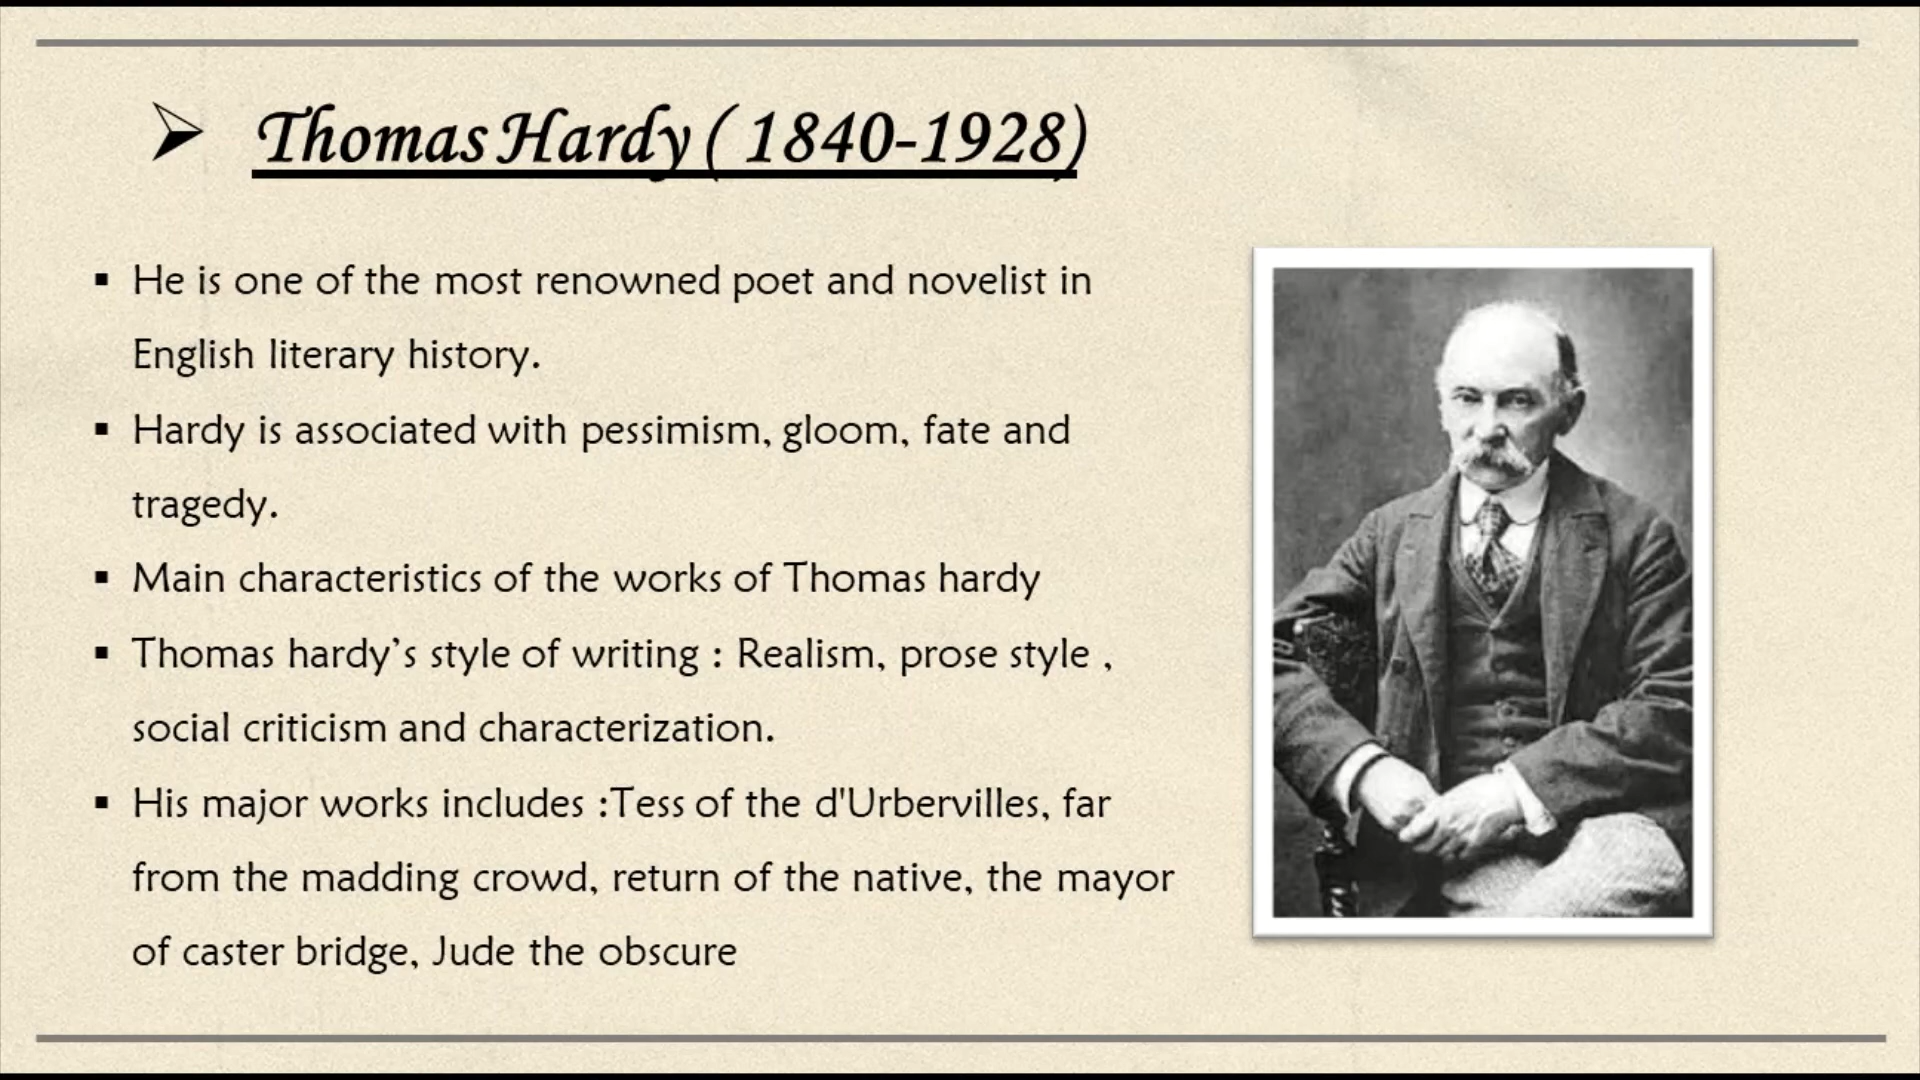 Thomas Hardy ( 1840-1928)
He is one of the most renowned poet and novelist in
English literary history.
Hardy is associated with pessimism, gloom, fate and
tragedy.
Main characteristics of the works of Thomas hardy
Thomas hardy’s style of writing : Realism, prose style ,
social criticism and characterization.
His major works includes :Tess of the d'Urbervilles, far
from the madding crowd, return of the native, the mayor
of caster bridge, Jude the obscure